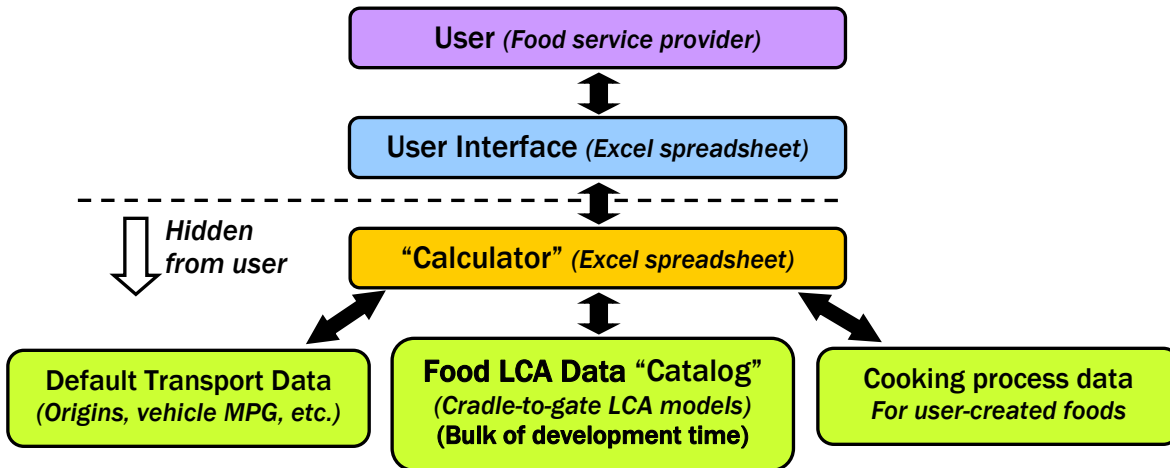 User (Food service provider)
User Interface (Excel spreadsheet)
Hidden
from user
“Calculator” (Excel spreadsheet)
Default Transport Data
(Origins, vehicle MPG, etc.)
Food LCA Data “Catalog”
(Cradle-to-gate LCA models)
(Bulk of development time)
Cooking process data
For user-created foods